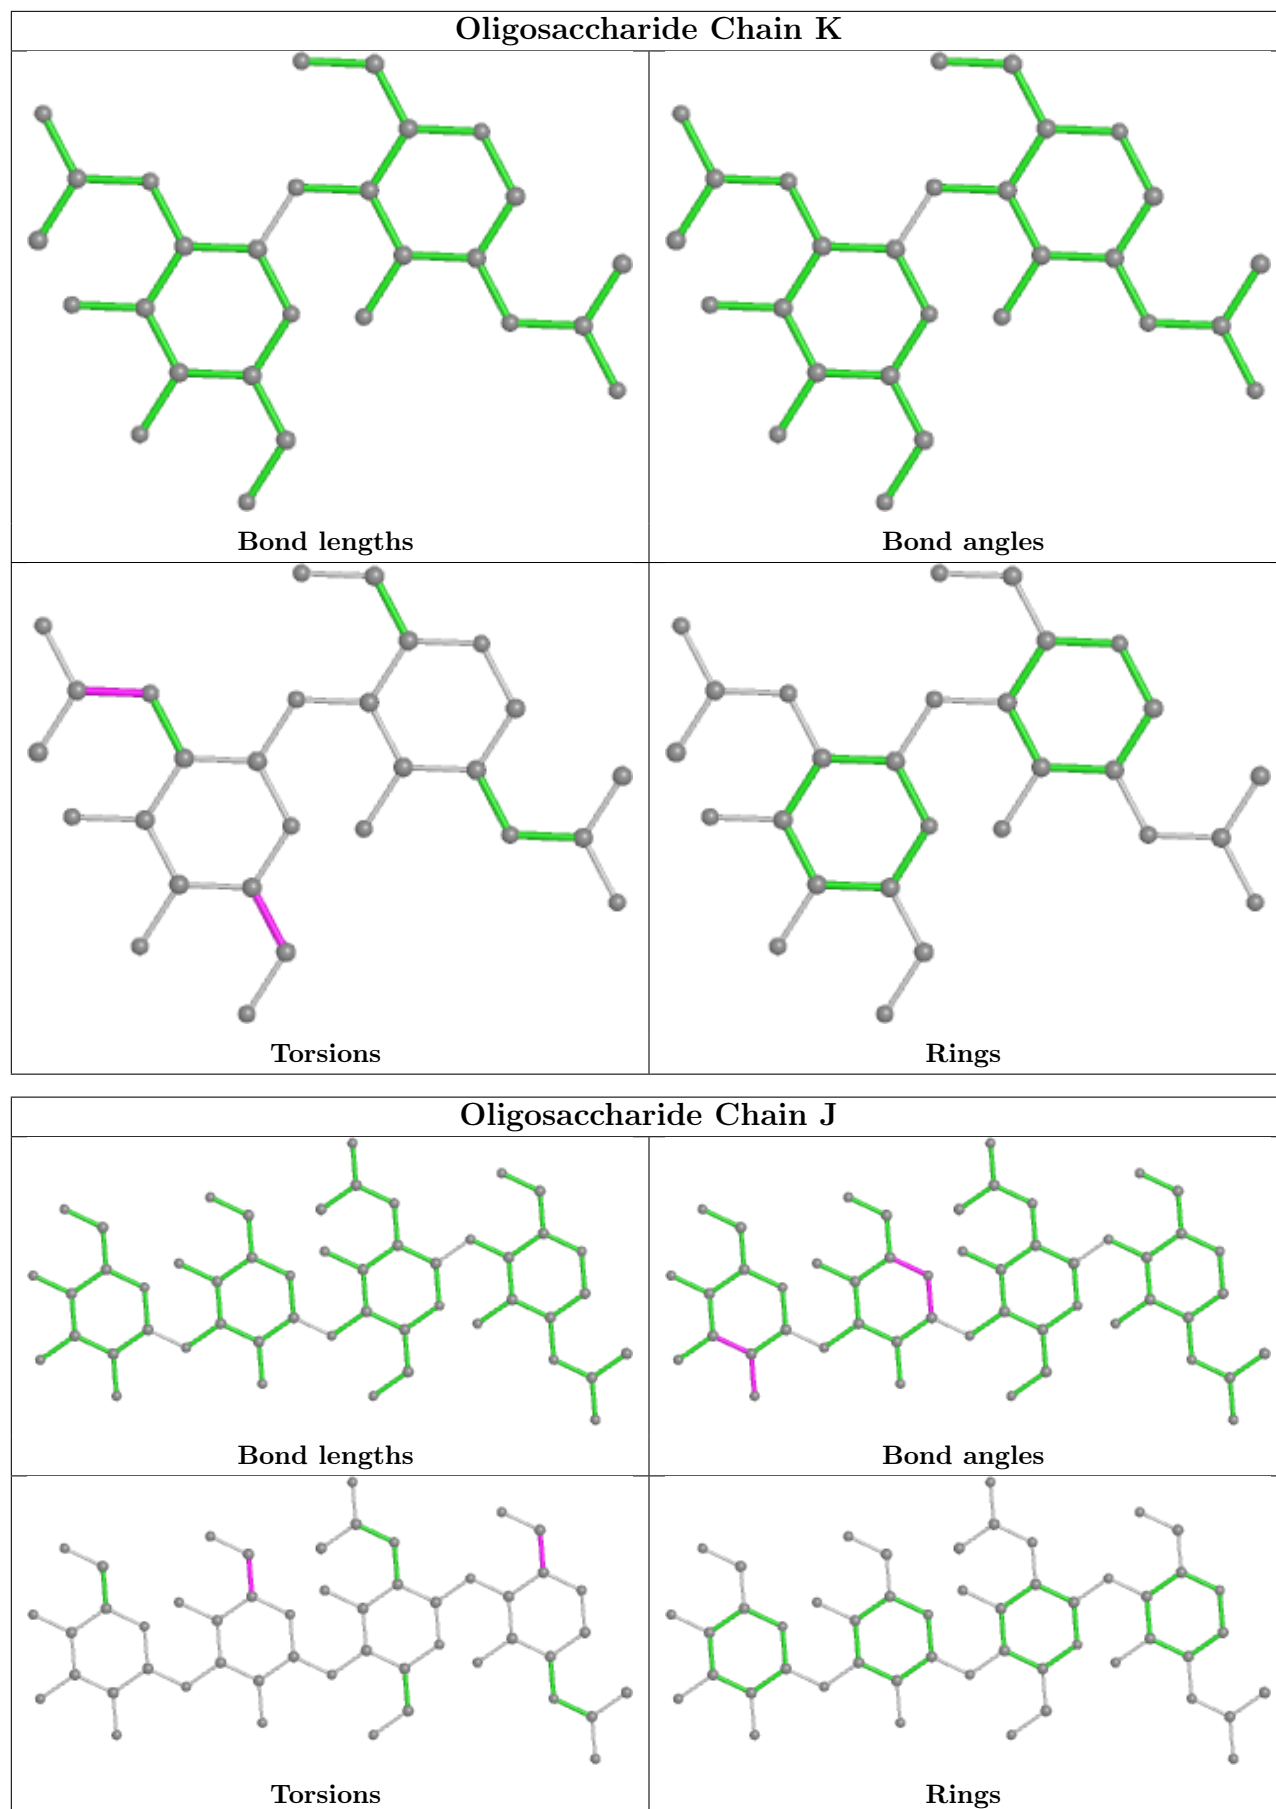 Oligosaccharide Chain K
Bond lengths
Bond angles
Torsions
Rings
Oligosaccharide Chain J
Bond lengths
Bond angles
Torsions
Rings